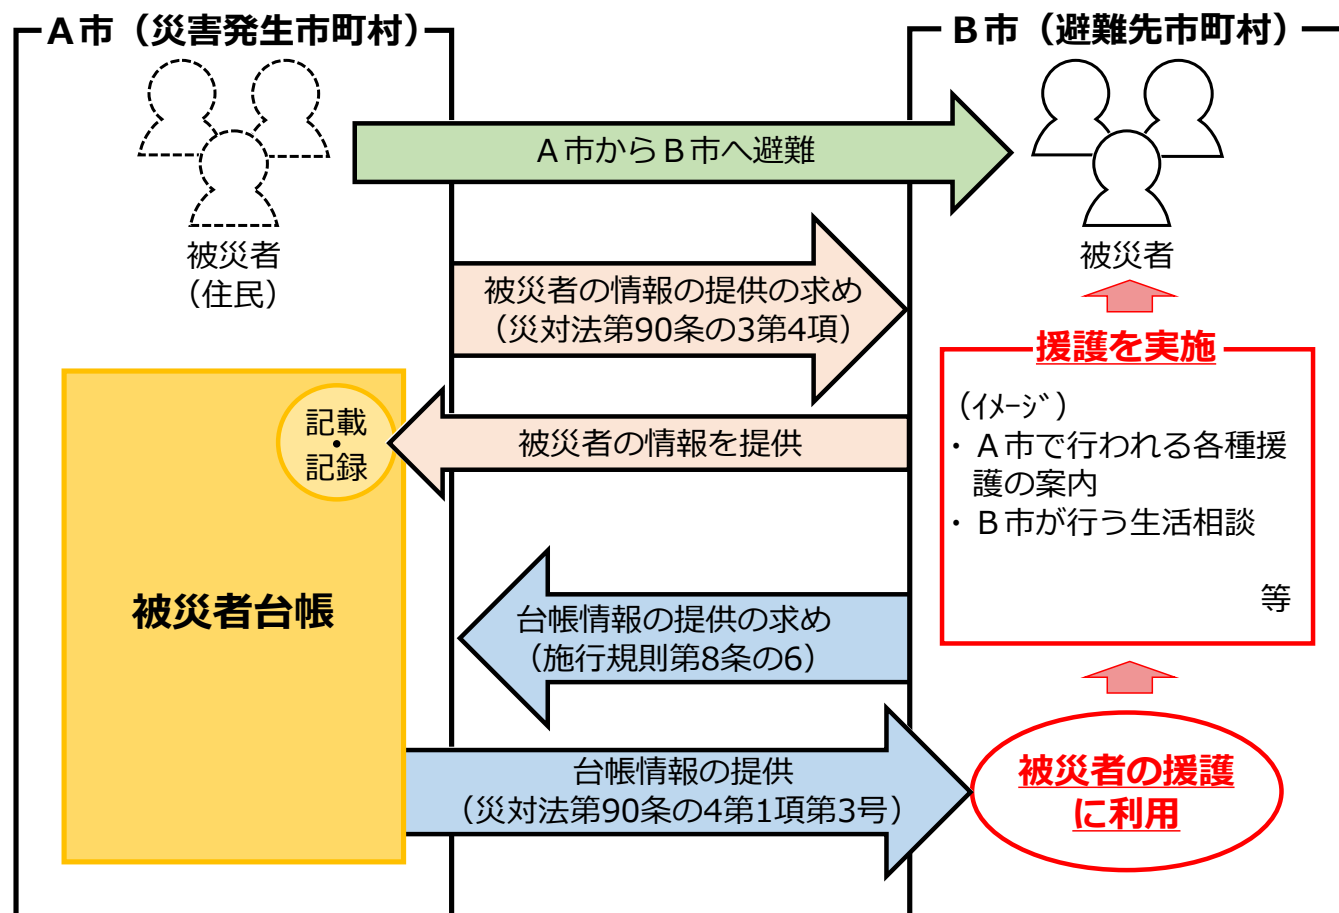 A市（災害発生市町村）
B市（避難先市町村）
A市からB市へ避難
被災者
（住民）
被災者
被災者の情報の提供の求め
（災対法第90条の3第4項）
援護を実施
（ｲﾒｰｼﾞ）
・A市で行われる各種援
護の案内
・B市が行う生活相談
等
記載
・
記録
被災者の情報を提供
被災者台帳
台帳情報の提供の求め
（施行規則第8条の6）
台帳情報の提供
（災対法第90条の4第1項第3号）
被災者の援護
に利用